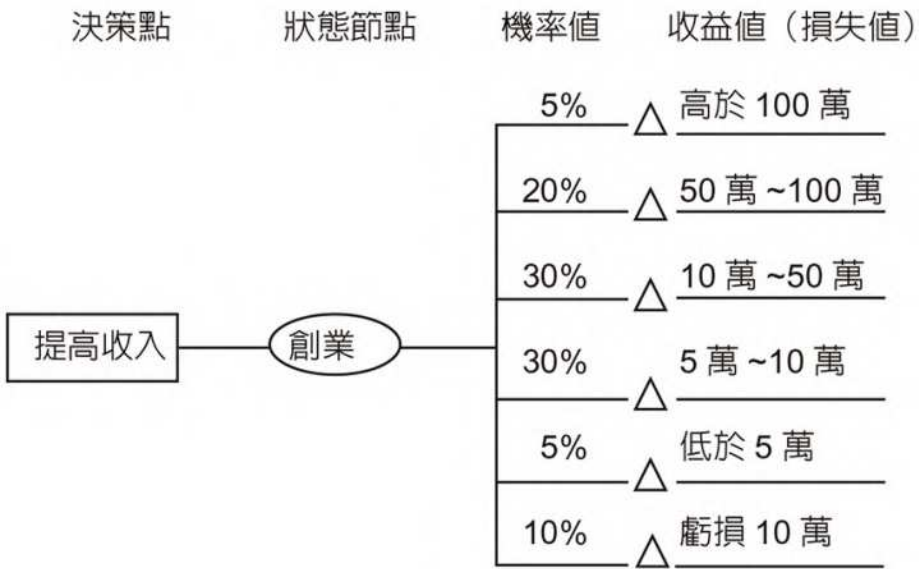 決策點 狀態節點 機率值 收益值（損失值）
5% 高於 100 萬
20% 50 萬 ~100 萬
30% 10 萬 ~50 萬
提高收入 創業
30% 5 萬 ~10 萬
5% 低於 5 萬
10% 虧損 10 萬